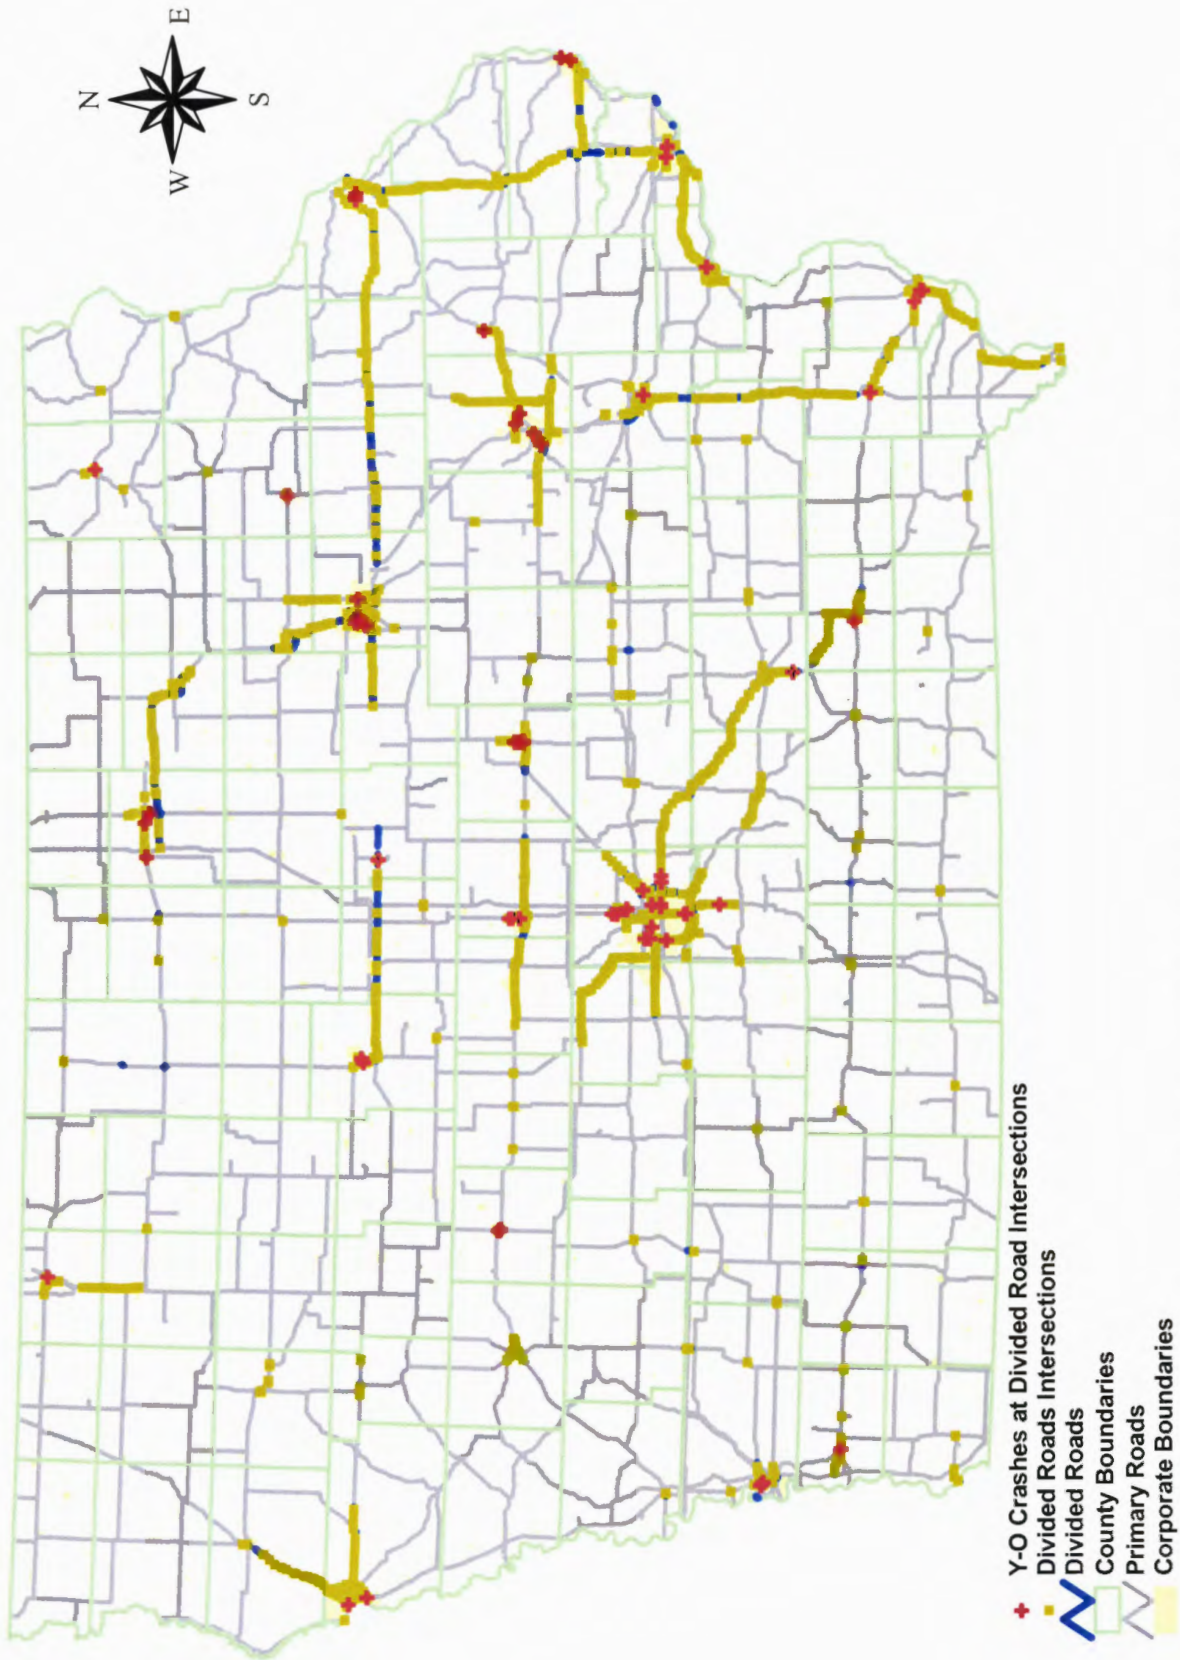 N
E
W
S
Y-O Crashes at Divided Road Intersections
Divided Roads Intersections
Divided Roads
County Boundaries
Primary Roads
Corporate Boundaries